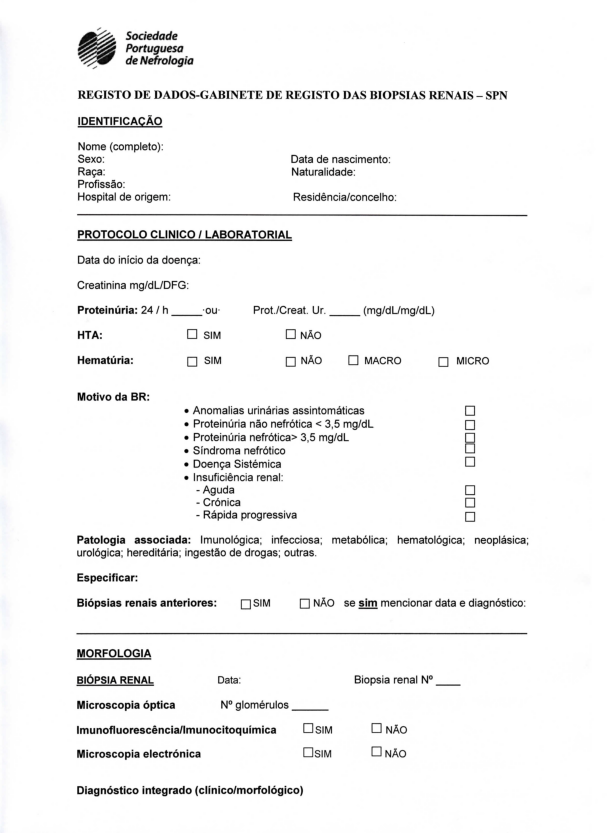 Sociedade
Portuguesa
de Nefrologia
REGISTO DE DADOS-GABINETE DE REGISTO DAS BIOPSIAS RENAIS – SPN
IDENTIFICAÇÃO
Nome (completo):
Sexo: Data de nascimento:
Raça: Naturalidade:
Profissão:
Hospital de origem: Residência/concelho:
PROTOCOLO CLINICO / LABORATORIAL
Data do início da doença:
Creatinina mg/dL/DFG:
Proteinúria: 24 / h _____ ·ou· Prot./Creat. Ur. _____ (mg/dL/mg/dL)
HTA: ☐ SIM ☐ NÃO
Hematúria: ☐ SIM ☐ NÃO ☐ MACRO ☐ MICRO
Motivo da BR:
• Anomalias urinárias assintomáticas ☐
• Proteinúria não nefrótica < 3,5 mg/dL ☐
• Proteinúria nefrótica> 3,5 mg/dL ☐
• Síndroma nefrótico ☐
• Doença Sistémica ☐
• Insuficiência renal:
- Aguda ☐
- Crónica ☐
- Rápida progressiva ☐
Patologia associada: Imunológica; infecciosa; metabólica; hematológica; neoplásica;
urológica; hereditária; ingestão de drogas; outras.
Especificar:
Biópsias renais anteriores: ☐ SIM ☐ NÃO se sim mencionar data e diagnóstico:
MORFOLOGIA
BIÓPSIA RENAL Data: Biopsia renal Nº ____
Microscopia óptica Nº glomérulos ______
Imunofluorescência/Imunocitoquimica ☐ SIM ☐ NÃO
Microscopia electrónica ☐ SIM ☐ NÃO
Diagnóstico integrado (clínico/morfológico)